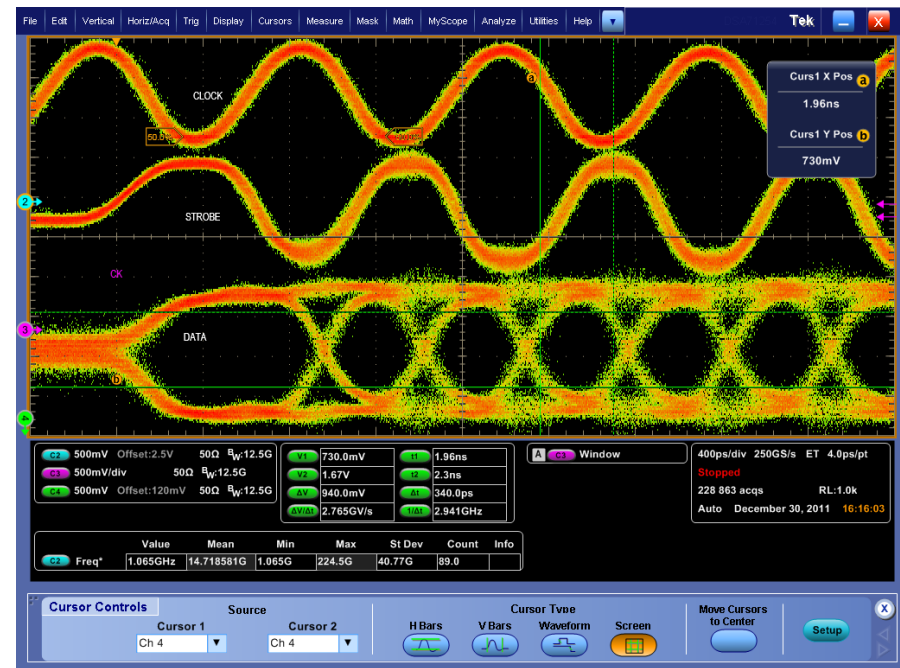 File Edit Vertical Horiz/Acq Trig Display Cursors Measure Mask Math MyScope Analyze Utilities Help Tek X
Curs1 X Pos a
1.96ns
Curs1 Y Pos b
730mV
a
CLOCK
2
STROBE
CK
3
DATA
b
C2 500mV Offset:2.5V 50Ω BW:12.5G
C3 500mV/div 50Ω BW:12.5G
C4 500mV Offset:120mV 50Ω BW:12.5G
V1 730.0mV t1 1.96ns
V2 1.67V t2 2.3ns
ΔV 940.0mV Δt 340.0ps
ΔV/Δt 2.765GV/s 1/Δt 2.941GHz
A C3 Window
400ps/div 250GS/s ET 4.0ps/pt
Stopped
228 863 acqs RL:1.0k
Auto December 30, 2011 16:16:03
Value Mean Min Max St Dev Count Info
C2 Freq* 1.065GHz 14.718581G 1.065G 224.5G 40.77G 89.0
Cursor Controls
Source
Cursor 1 Cursor 2
Ch 4 Ch 4
Cursor Type
H Bars V Bars Waveform Screen
Move Cursors
to Center
Setup
X